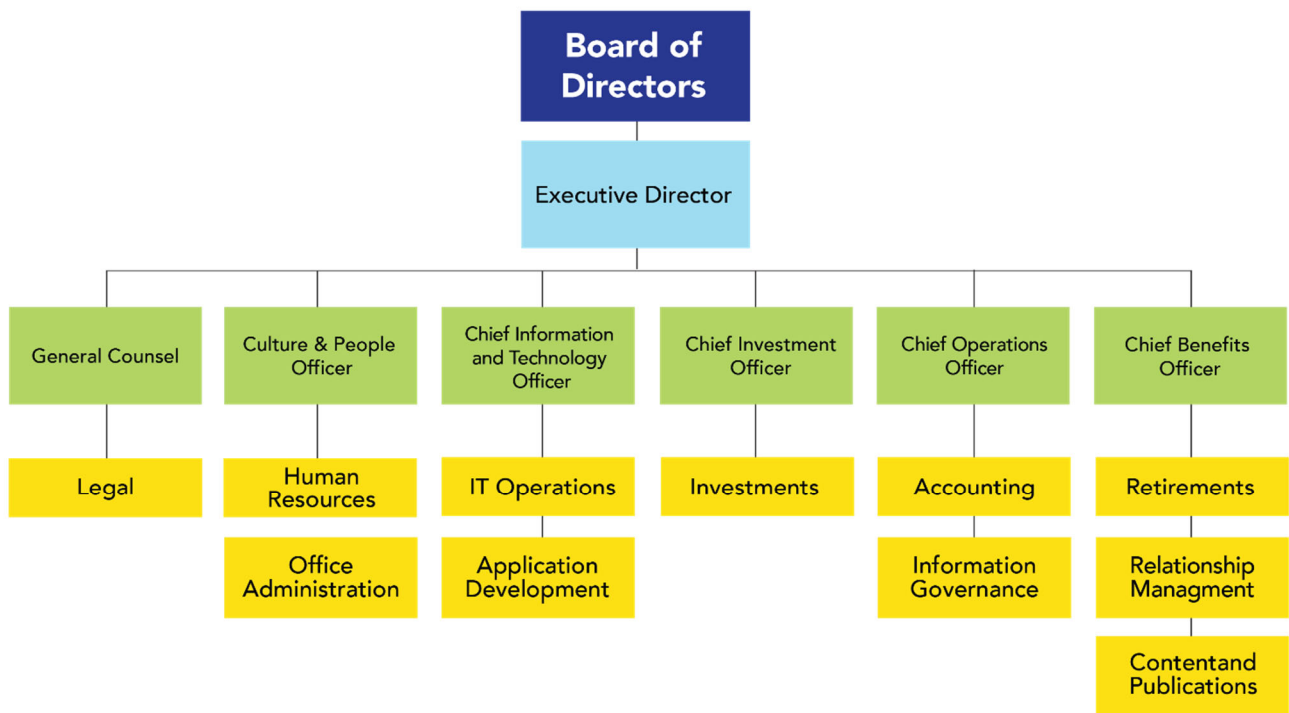 Board of
Directors
Executive Director
General Counsel
Culture & People
Officer
Chief Information
and Technology
Officer
Chief Investment
Officer
Chief Operations
Officer
Chief Benefits
Officer
Legal
Human
Resources
IT Operations
Investments
Accounting
Retirements
Office
Administration
Application
Development
Information
Governance
Relationship
Managment
Contentand
Publications